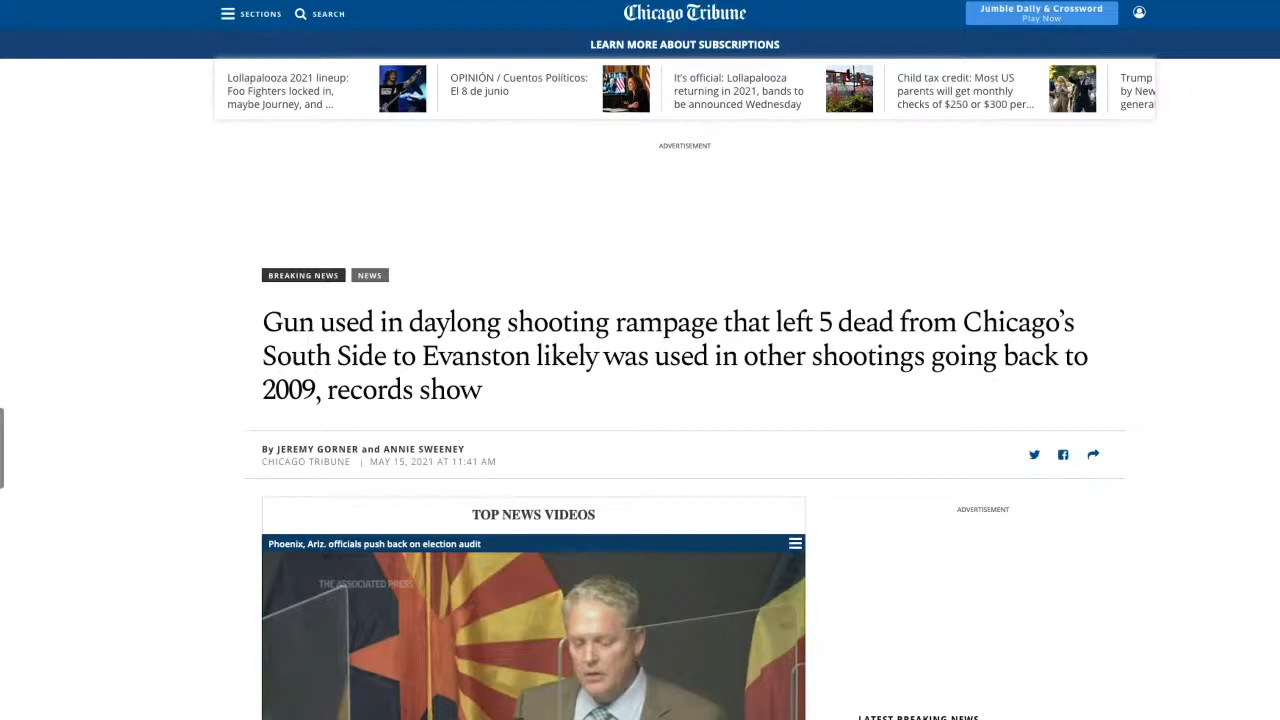 SECTIONS
SEARCH
Chicago Tribune
Jumble Daily & Crossword
Play Now
LEARN MORE ABOUT SUBSCRIPTIONS
Lollapalooza 2021 lineup:
Foo Fighters locked in,
maybe Journey, and ...
OPINIÓN / Cuentos Políticos:
El 8 de junio
It's official: Lollapalooza
returning in 2021, bands to
be announced Wednesday
Child tax credit: Most US
parents will get monthly
checks of $250 or $300 per...
Trump
by New
genera
ADVERTISEMENT
BREAKING NEWS
NEWS
Gun used in daylong shooting rampage that left 5 dead from Chicago’s
South Side to Evanston likely was used in other shootings going back to
2009, records show
By JEREMY GORNER and ANNIE SWEENEY
CHICAGO TRIBUNE | MAY 15, 2021 AT 11:41 AM
TOP NEWS VIDEOS
ADVERTISEMENT
Phoenix, Ariz. officials push back on election audit
THE ASSOCIATED PRESS
LATEST BREAKING NEWS